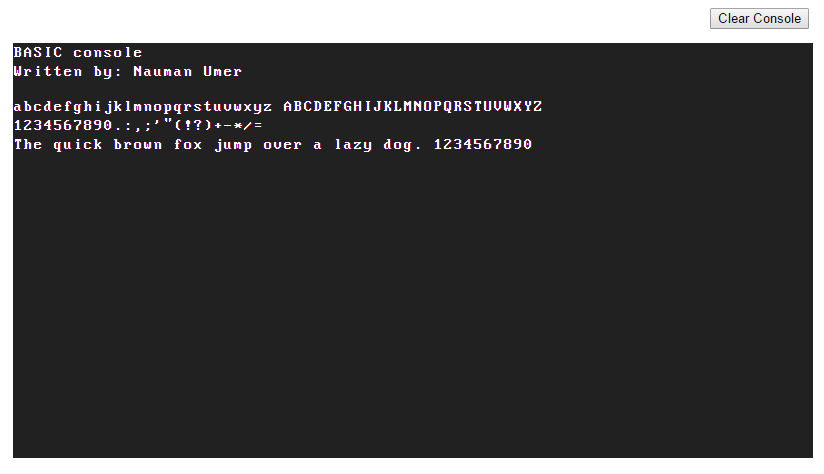 Clear Console
BASIC console
Written by: Nauman Umer
abcdefghijklmnopqrstuvwxyz ABCDEFGHIJKLMNOPQRSTUVWXYZ
1234567890.:,;'"(!?)+-*/=
The quick brown fox jump over a lazy dog. 1234567890